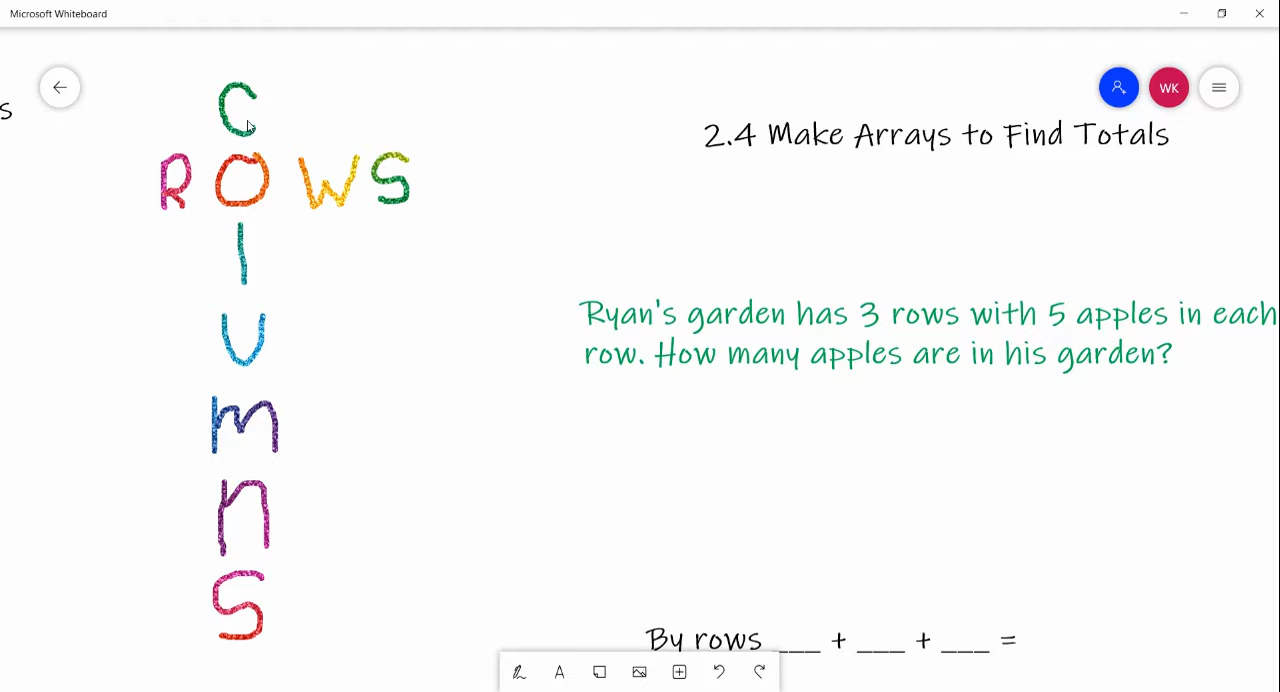 Microsoft Whiteboard
s
C
ROWS
l
u
m
n
s
WK
2.4 Make Arrays to Find Totals
Ryan's garden has 3 rows with 5 apples in each
row. How many apples are in his garden?
By rows ___ + ___ + ___ =
A